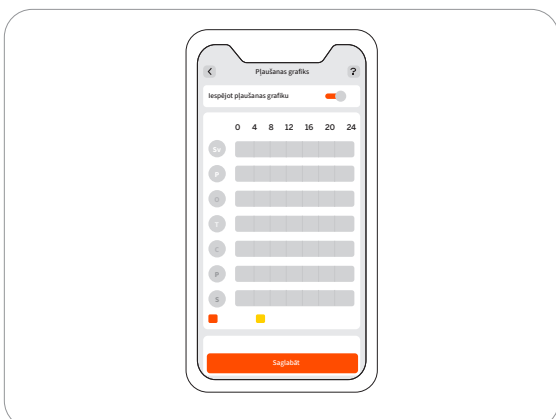 Pļaušanas grafiks ?
Iespējot pļaušanas grafiku
0 4 8 12 16 20 24
Sv
P
O
T
C
P
S
Saglabāt